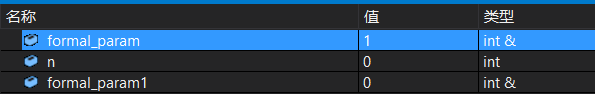 名称 值 类型
formal_param 1 int &
n 0 int
formal_param1 0 int &